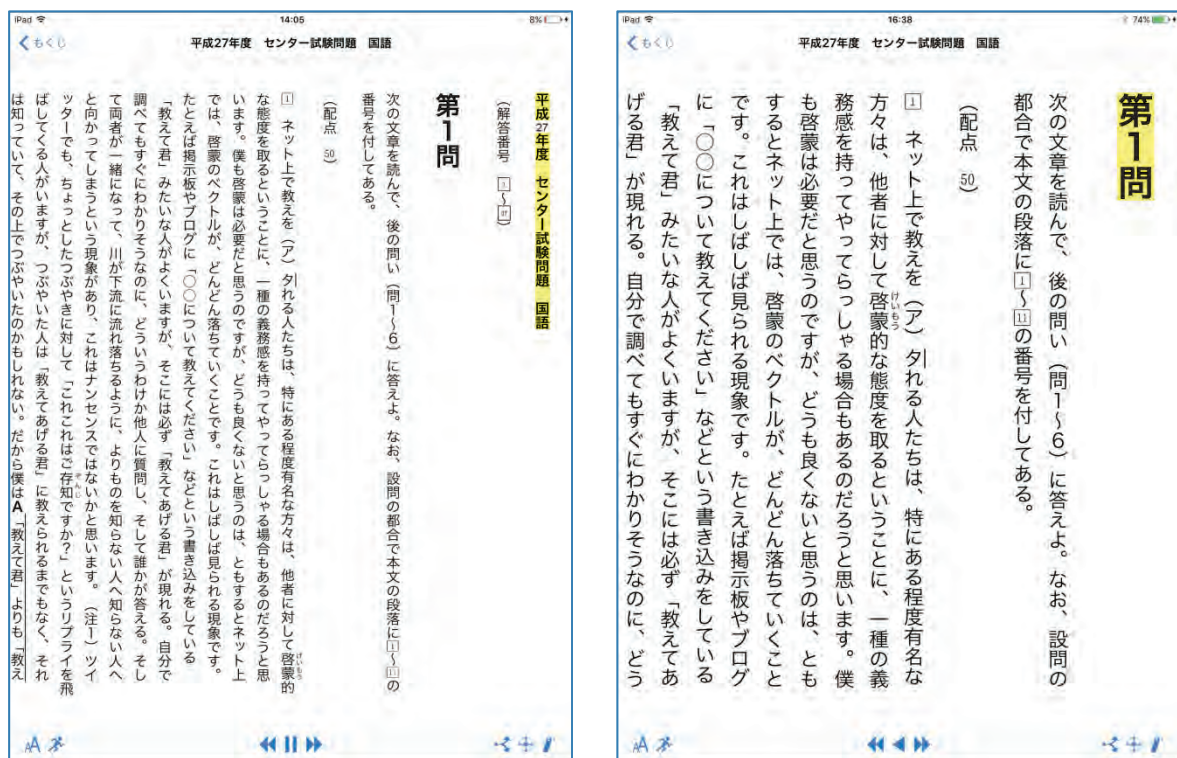 iPad 14:05 8%
もくじ 平成27年度 センター試験問題 国語
平成27年度 センター試験問題 国語
（解答番号 1〜）
第1問
次の文章を読んで、後の問い（問1〜6）に答えよ。なお、設問の都合で本文の段落に1〜11の
番号を付してある。
（配点 50）
1 ネット上で教えを（ア）タれる人たちは、特にある程度有名な方々は、他者に対して啓蒙的
な態度を取るということに、一種の義務感を持ってやってらっしゃる場合もあるのだろうと思
います。僕も啓蒙は必要だと思うのですが、どうも良くないと思うのは、ともするとネット上
では、啓蒙のベクトルが、どんどん落ちていくことです。これはしばしば見られる現象です。
たとえば掲示板やブログに「○○について教えてください」などという書き込みをしている
「教えて君」みたいな人がよくいますが、そこには必ず「教えてあげる君」が現れる。自分で
調べてもすぐにわかりそうなのに、どういうわけか他人に質問し、そして誰かが答える。そし
て両者が一緒になって、川が下流に流れ落ちるように、よりものを知らない人へ知らない人へ
と向かってしまうという現象があり、これはナンセンスではないかと思います。（注1）ツイ
ッターでも、ちょっとしたつぶやきに対して「これこれはご存知ですか？」というリプライを飛
ばしてくる人がいますが、つぶやいた人は「教えてあげる君」に教えられるまでもなく、それ
は知っていて、その上でつぶやいたのかもしれない。だから僕はA「教えて君」よりも「教え
iPad 16:38 74%
もくじ 平成27年度 センター試験問題 国語
第1問
次の文章を読んで、後の問い（問1〜6）に答えよ。なお、設問の
都合で本文の段落に1〜11の番号を付してある。
（配点 50）
1 ネット上で教えを（ア）タれる人たちは、特にある程度有名な
方々は、他者に対して啓蒙的な態度を取るということに、一種の義
務感を持ってやってらっしゃる場合もあるのだろうと思います。僕
も啓蒙は必要だと思うのですが、どうも良くないと思うのは、とも
するとネット上では、啓蒙のベクトルが、どんどん落ちていくこと
です。これはしばしば見られる現象です。たとえば掲示板やブログ
に「○○について教えてください」などという書き込みをしている
「教えて君」みたいな人がよくいますが、そこには必ず「教えてあ
げる君」が現れる。自分で調べてもすぐにわかりそうなのに、どう